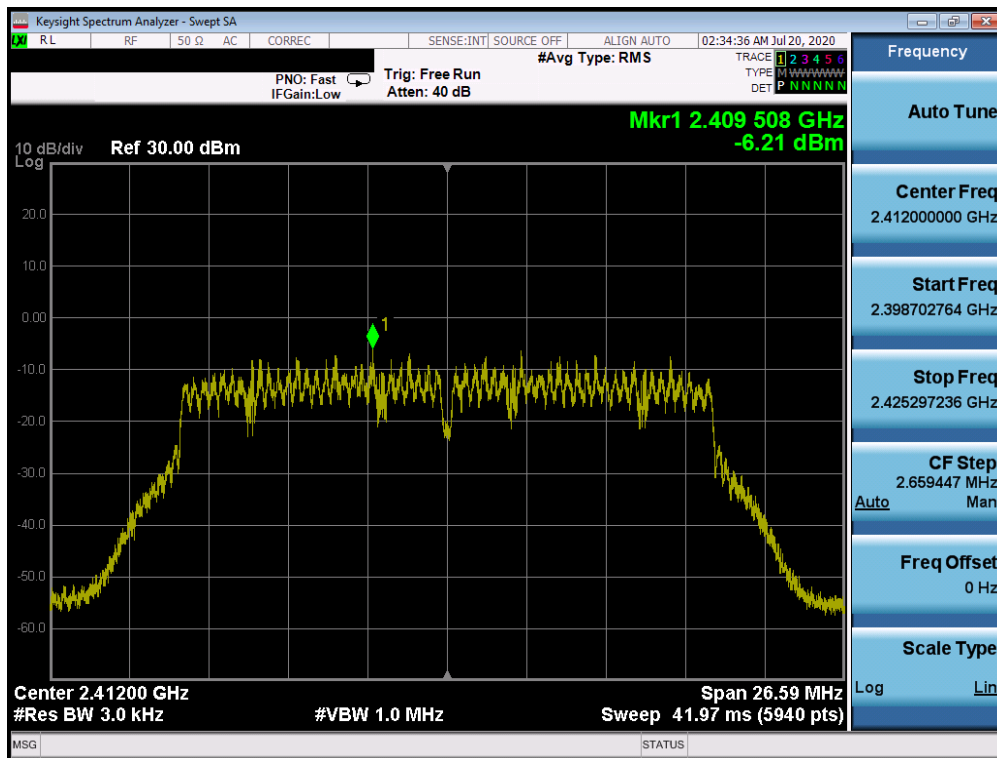 Keysight Spectrum Analyzer - Swept SA
LXI RL RF 50 Ω AC CORREC SENSE:INT SOURCE OFF ALIGN AUTO 02:34:36 AM Jul 20, 2020
#Avg Type: RMS
TRACE 1 2 3 4 5 6
PNO: Fast Trig: Free Run
TYPE M WWWWW
IFGain:Low Atten: 40 dB
DET P N N N N N
Mkr1 2.409 508 GHz
-6.21 dBm
10 dB/div Ref 30.00 dBm
Log
20.0
10.0
0.00
1
-10.0
-20.0
-30.0
-40.0
-50.0
-60.0
Center 2.41200 GHz Span 26.59 MHz
#Res BW 3.0 kHz #VBW 1.0 MHz Sweep 41.97 ms (5940 pts)
MSG STATUS
Frequency
Auto Tune
Center Freq
2.412000000 GHz
Start Freq
2.398702764 GHz
Stop Freq
2.425297236 GHz
CF Step
2.659447 MHz
Auto Man
Freq Offset
0 Hz
Scale Type
Log Lin